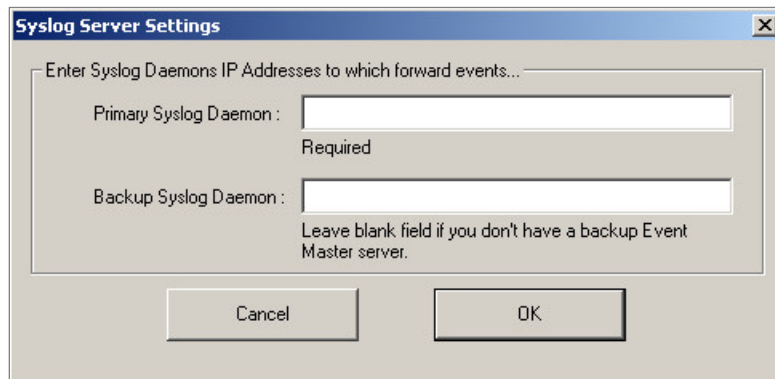 Syslog Server Settings
Enter Syslog Daemons IP Addresses to which forward events...
Primary Syslog Daemon :
Required
Backup Syslog Daemon :
Leave blank field if you don't have a backup Event
Master server.
Cancel
OK